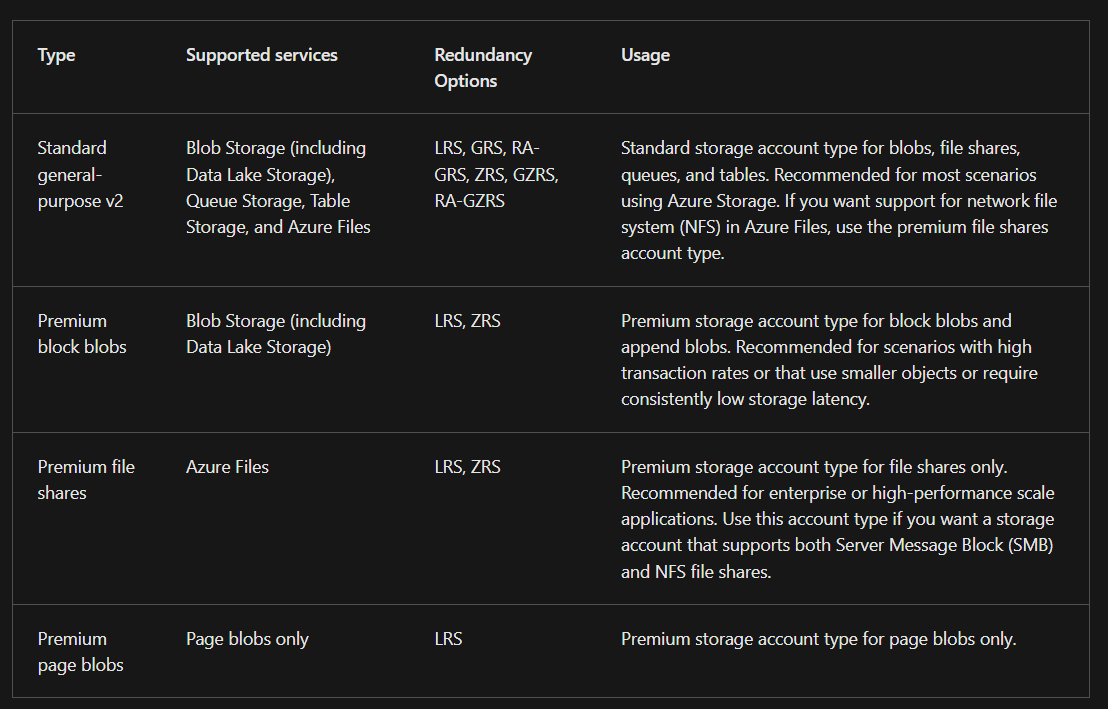 Type
Supported services
Redundancy
Options
Usage
Standard
general-
purpose v2
Blob Storage (including
Data Lake Storage),
Queue Storage, Table
Storage, and Azure Files
LRS, GRS, RA-
GRS, ZRS, GZRS,
RA-GZRS
Standard storage account type for blobs, file shares,
queues, and tables. Recommended for most scenarios
using Azure Storage. If you want support for network file
system (NFS) in Azure Files, use the premium file shares
account type.
Premium
block blobs
Blob Storage (including
Data Lake Storage)
LRS, ZRS
Premium storage account type for block blobs and
append blobs. Recommended for scenarios with high
transaction rates or that use smaller objects or require
consistently low storage latency.
Premium file
shares
Azure Files
LRS, ZRS
Premium storage account type for file shares only.
Recommended for enterprise or high-performance scale
applications. Use this account type if you want a storage
account that supports both Server Message Block (SMB)
and NFS file shares.
Premium
page blobs
Page blobs only
LRS
Premium storage account type for page blobs only.